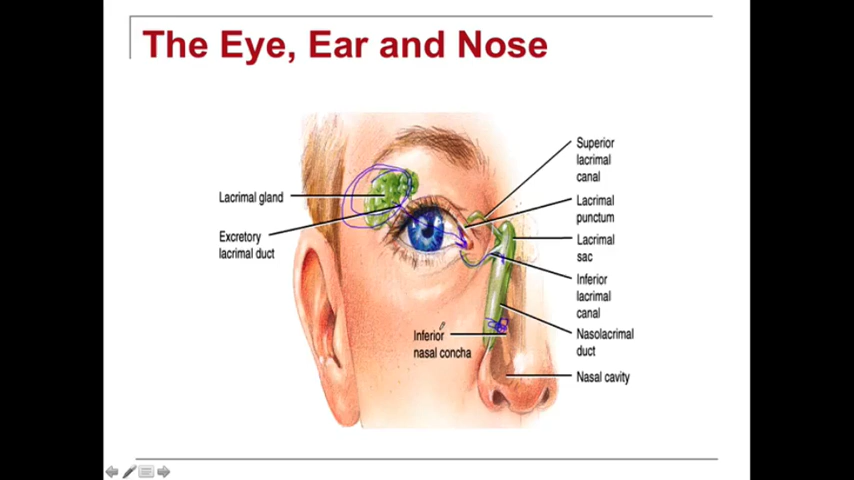 The Eye, Ear and Nose
Superior
lacrimal
canal
Lacrimal gland
Lacrimal
punctum
Excretory
lacrimal duct
Lacrimal
sac
Inferior
lacrimal
canal
Inferior
nasal concha
Nasolacrimal
duct
Nasal cavity